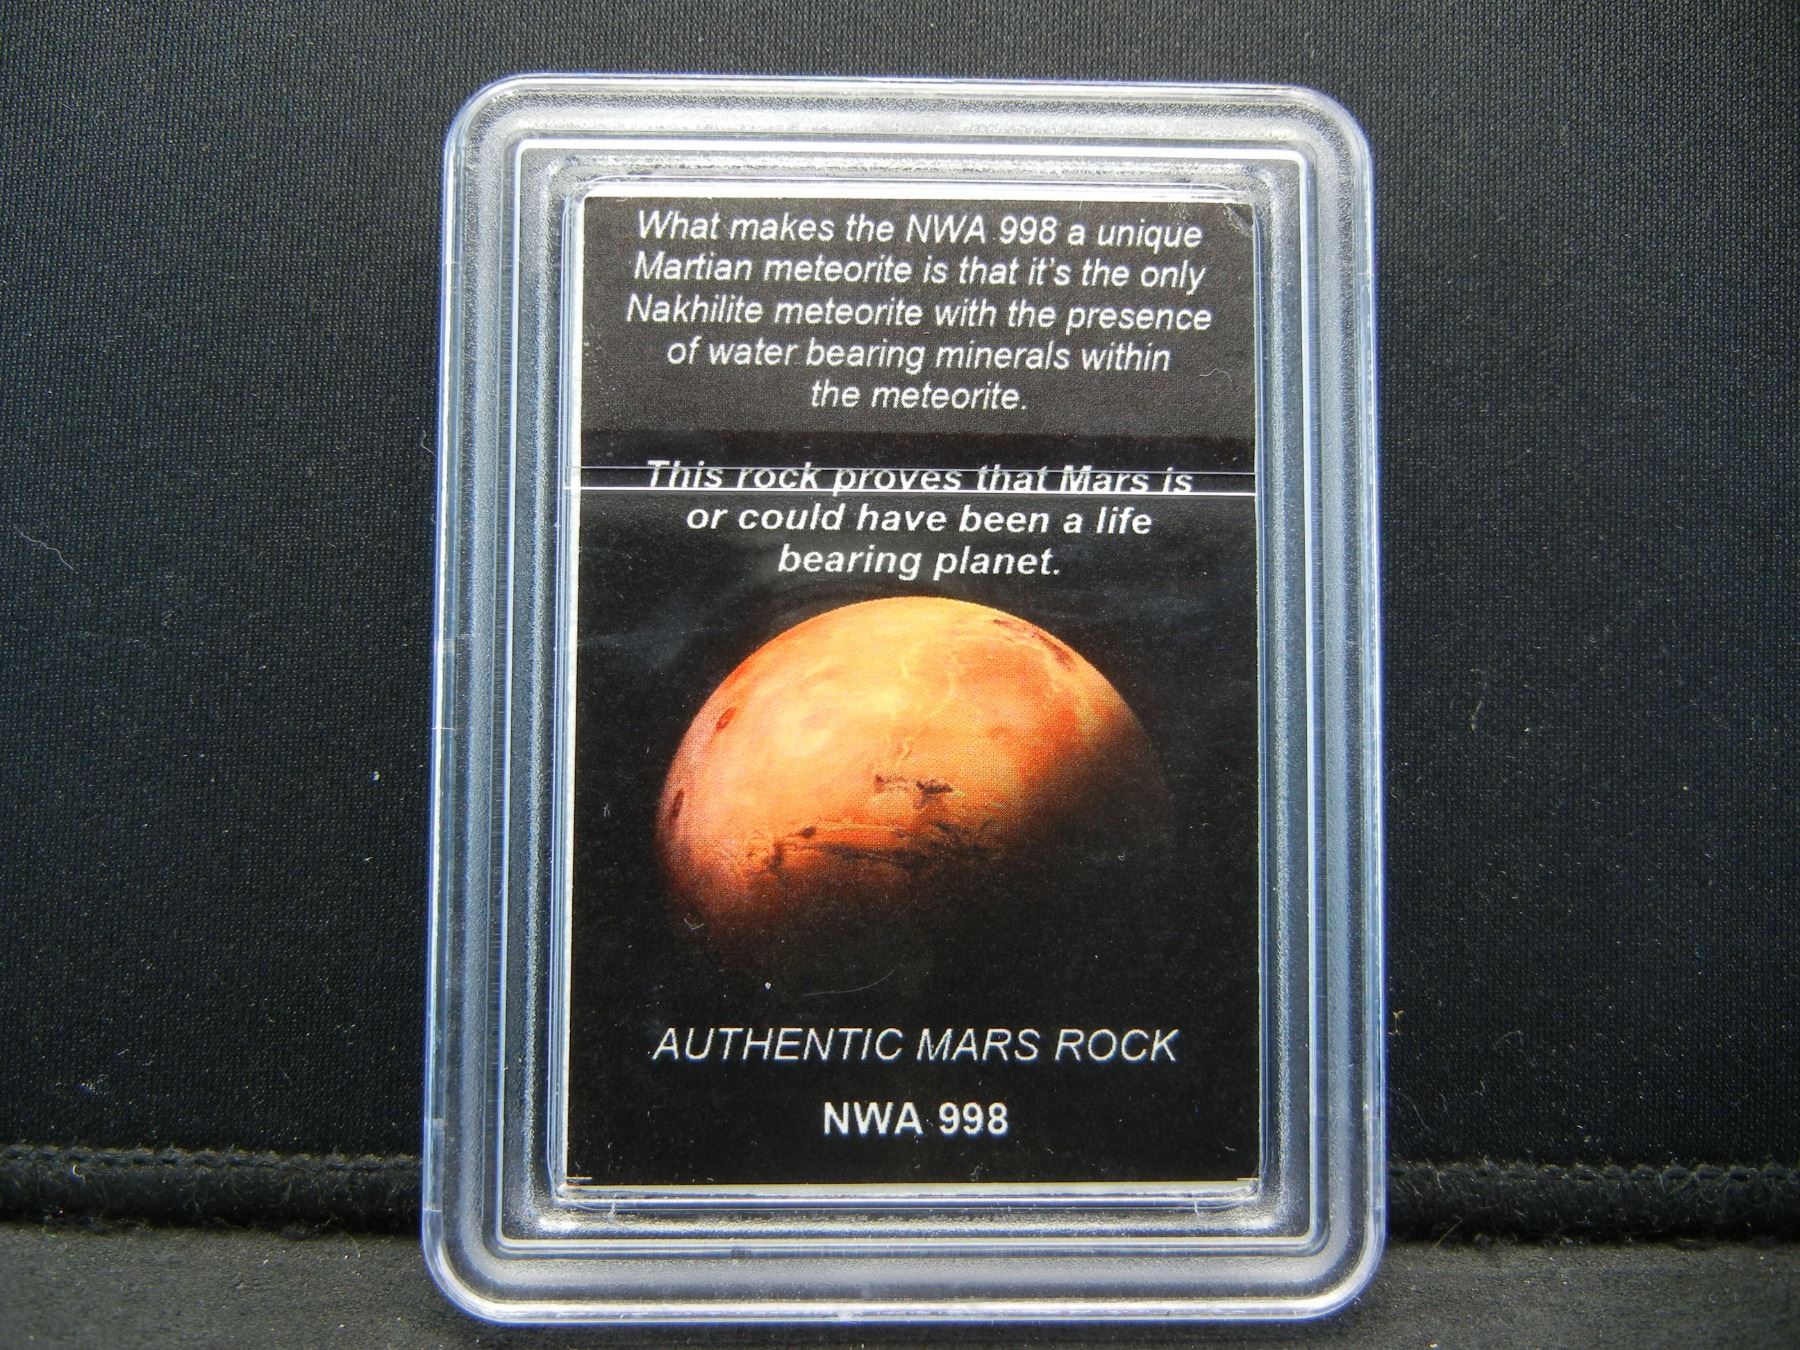 What makes the NWA 998 a unique
Martian meteorite is that it's the only
Nakhilite meteorite with the presence
of water bearing minerals within
the meteorite.
This rock proves that Mars is
or could have been a life
bearing planet.
AUTHENTIC MARS ROCK
NWA 998